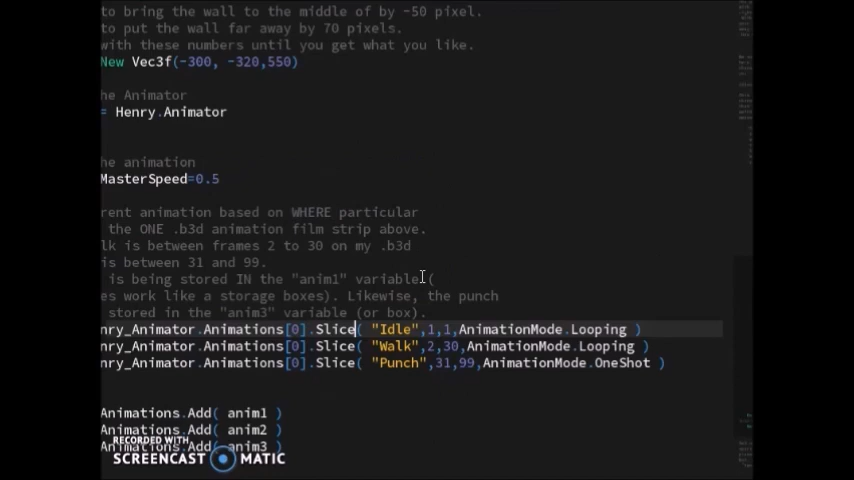 to bring the wall to the middle of by -50 pixel.
to put the wall far away by 70 pixels.
with these numbers until you get what you like.
New Vec3f(-300, -320,550)
he Animator
= Henry.Animator
he animation
MasterSpeed=0.5
rent animation based on WHERE particular
the ONE .b3d animation film strip above.
lk is between frames 2 to 30 on my .b3d
is between 31 and 99.
is being stored IN the "anim1" variable (
es work like a storage boxes). Likewise, the punch
stored in the "anim3" variable (or box).
nry_Animator.Animations[0].Slice( "Idle",1,1,AnimationMode.Looping )
nry_Animator.Animations[0].Slice( "Walk",2,30,AnimationMode.Looping )
nry_Animator.Animations[0].Slice( "Punch",31,99,AnimationMode.OneShot )
Animations.Add( anim1 )
Animations.Add( anim2 )
Animations.Add( anim3 )
RECORDED WITH
SCREENCAST MATIC